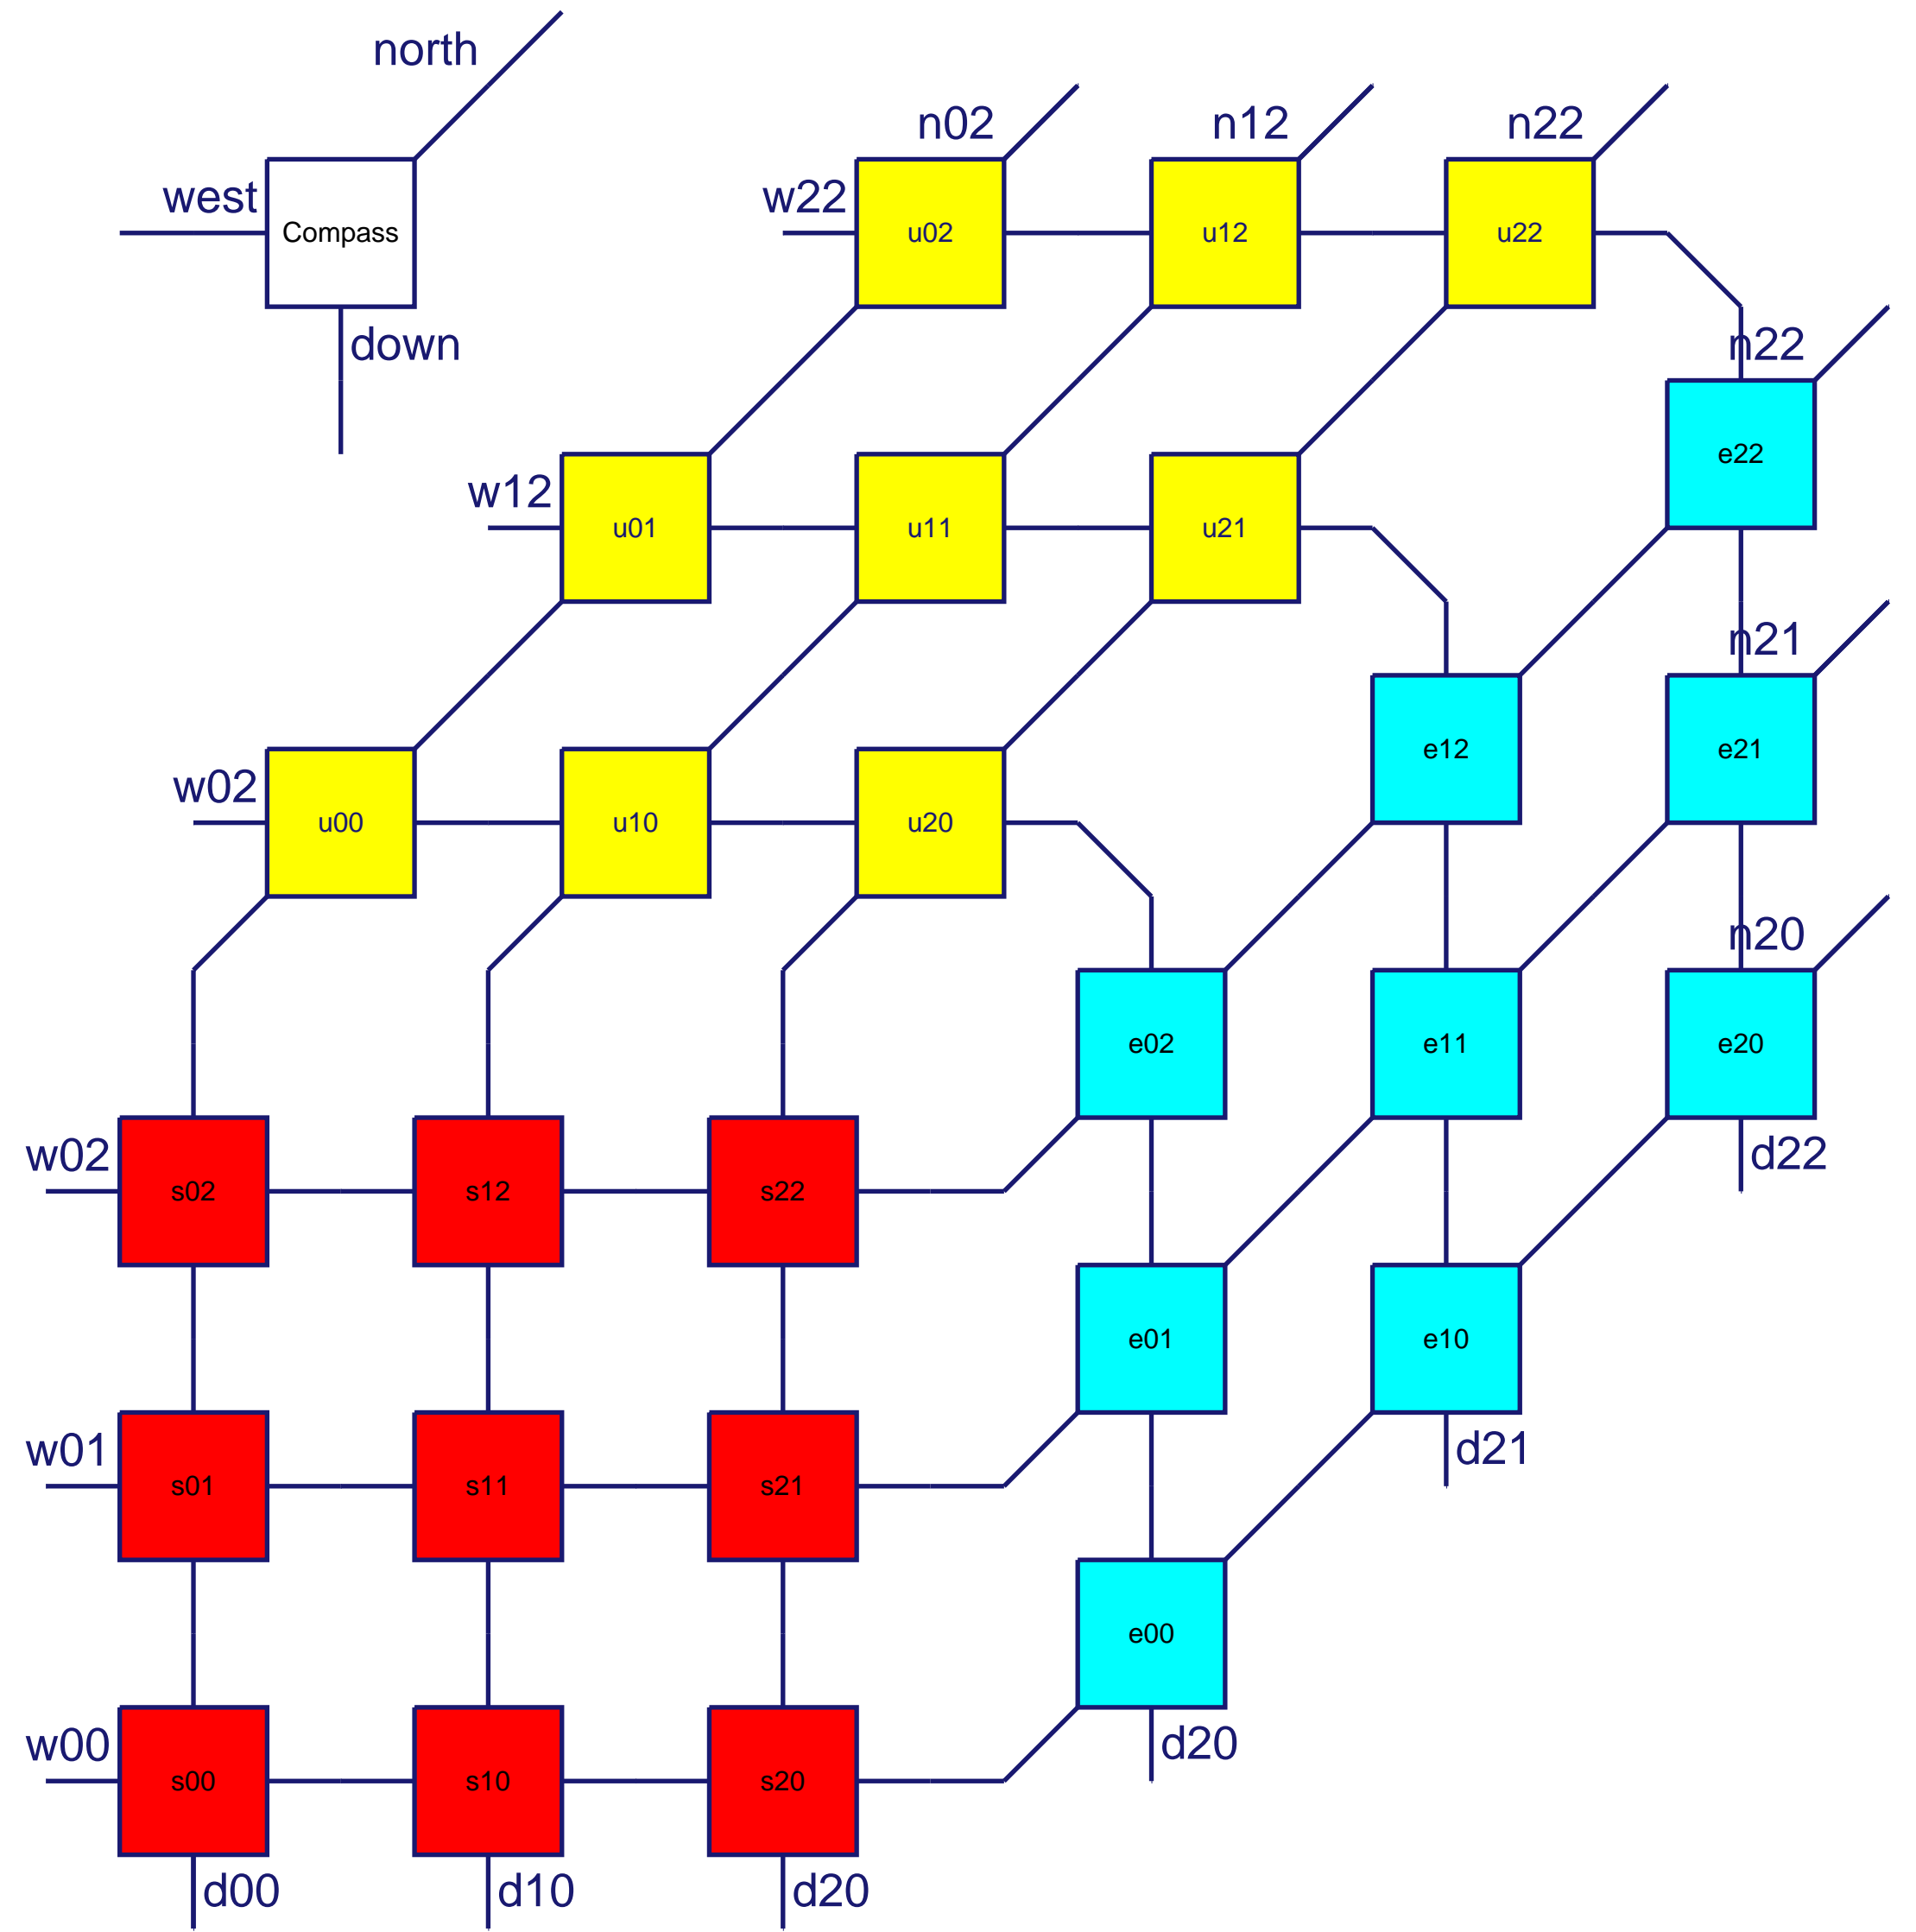 north
n02 n12 n22
west Compass w22 u02 u12 u22
down n22
e22
w12 u01 u11 u21
n21
e12 e21
w02 u00 u10 u20
n20
e02 e11 e20
w02 s02 s12 s22 d22
e01 e10
w01 s01 s11 s21 d21
e00
w00 s00 s10 s20 d20
d00 d10 d20